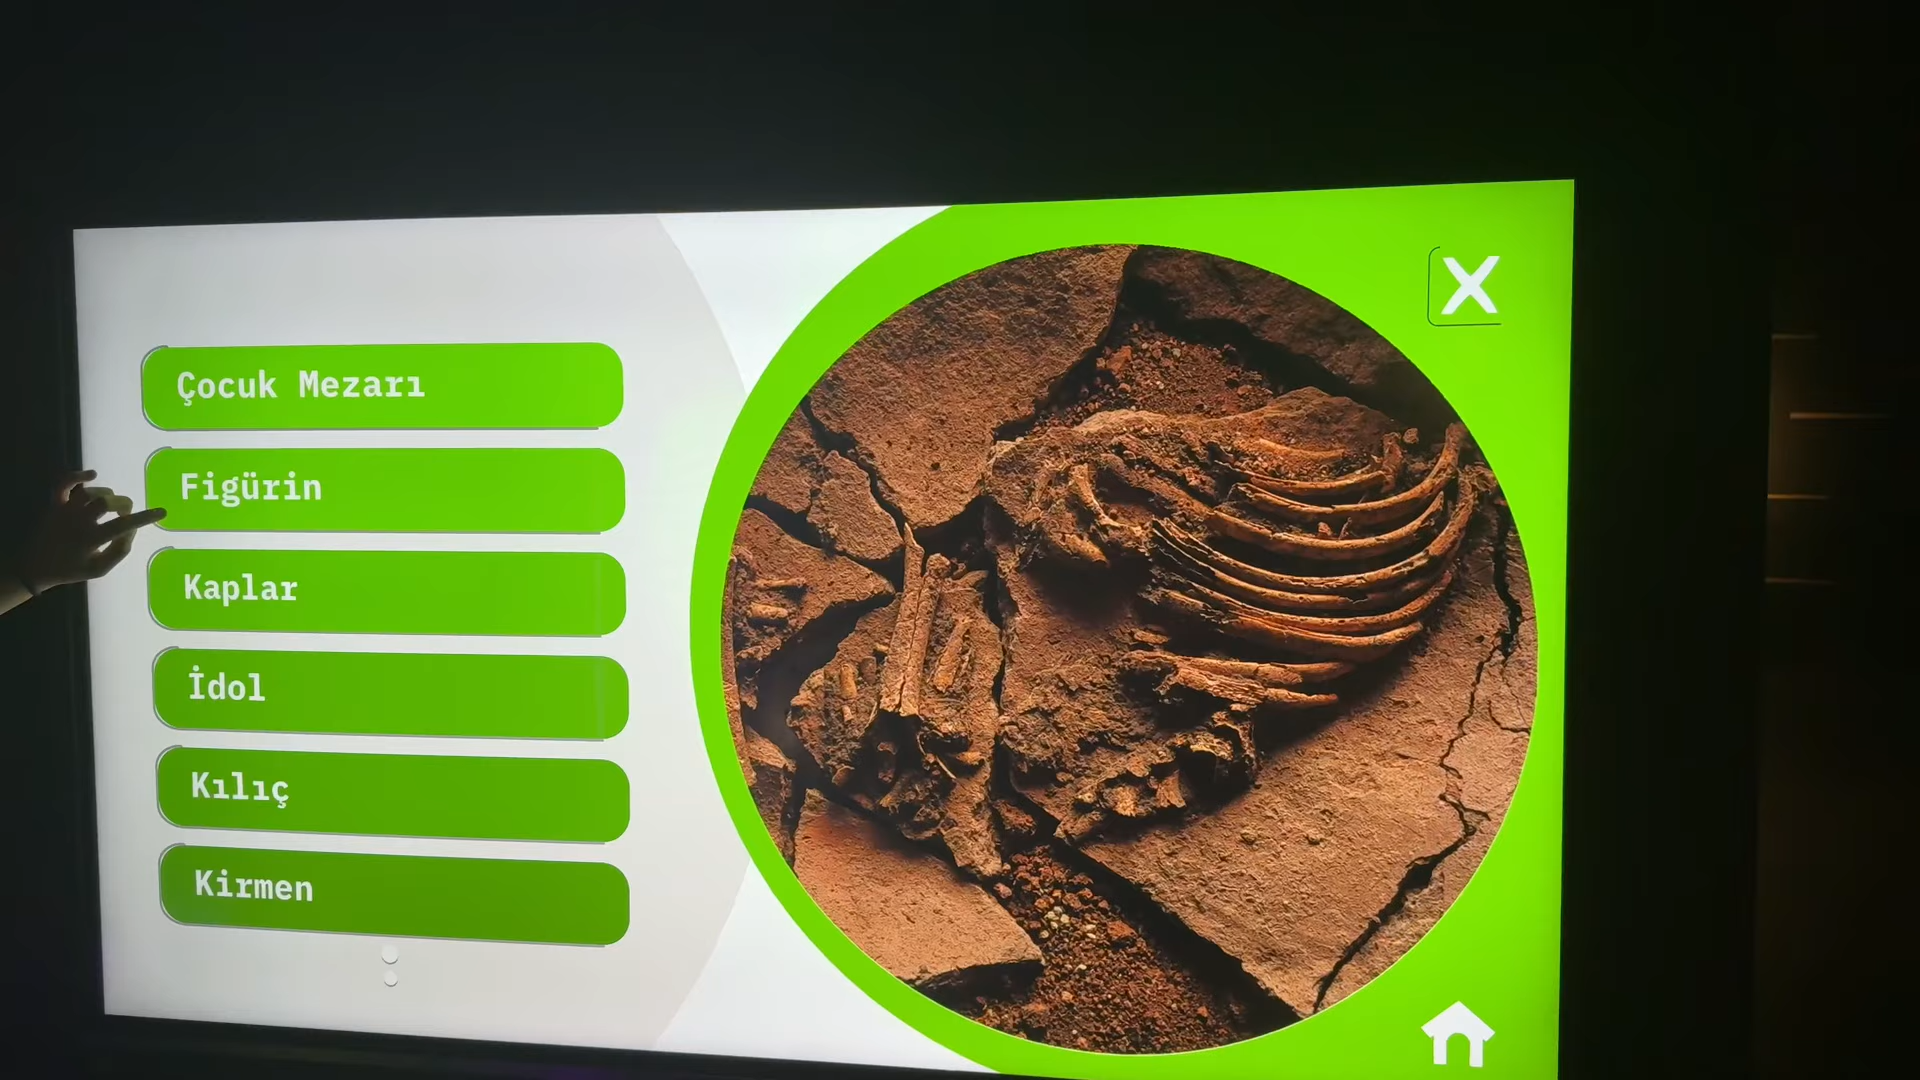 Çocuk Mezarı
Figürin
Kaplar
İdol
Kılıç
Kirmen